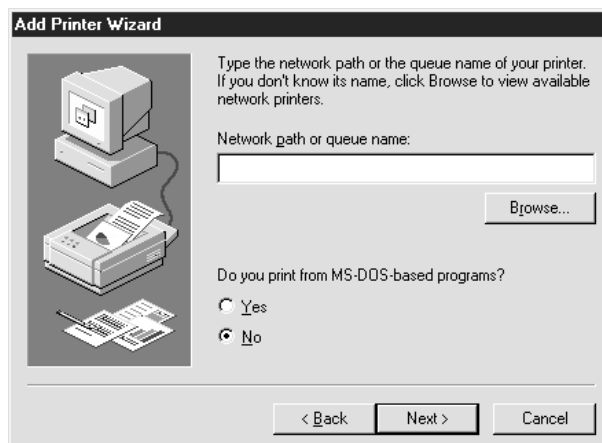 Add Printer Wizard
Type the network path or the queue name of your printer.
If you don't know its name, click Browse to view available
network printers.
Network path or queue name:
Browse...
Do you print from MS-DOS-based programs?
Yes
No
< Back
Next >
Cancel